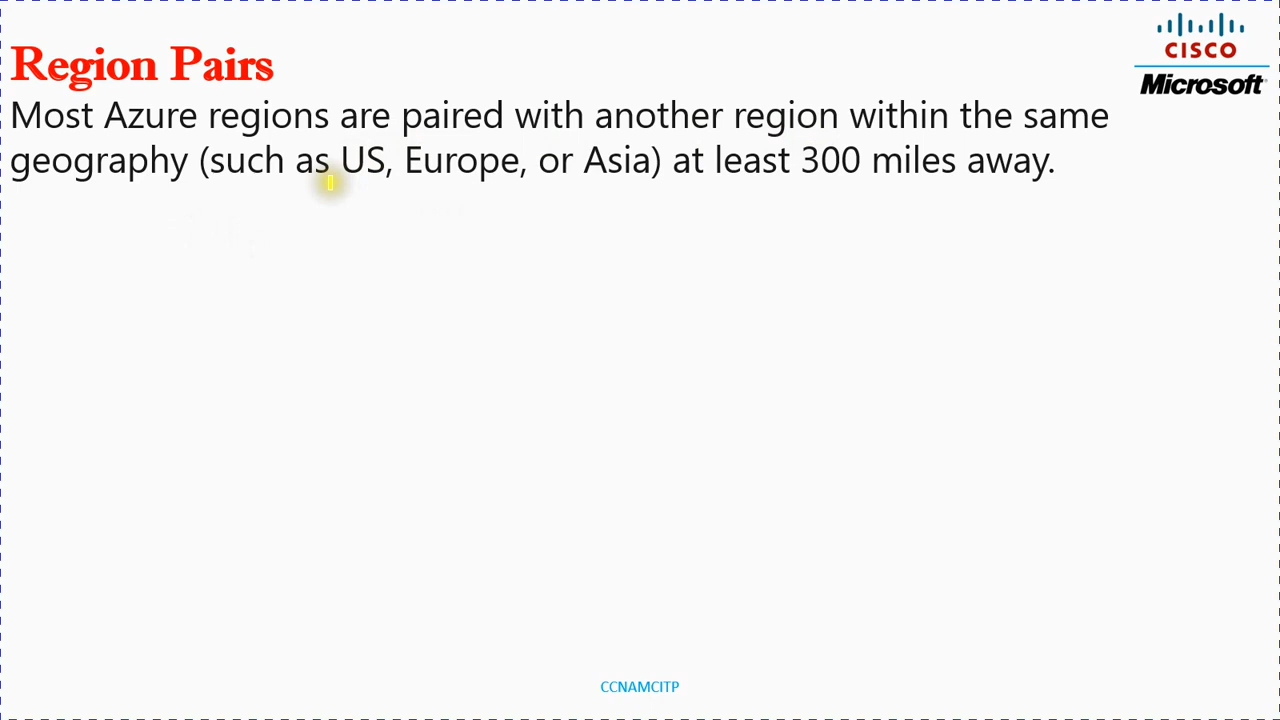 CISCO
Microsoft
Region Pairs
Most Azure regions are paired with another region within the same
geography (such as US, Europe, or Asia) at least 300 miles away.
CCNAMCITP